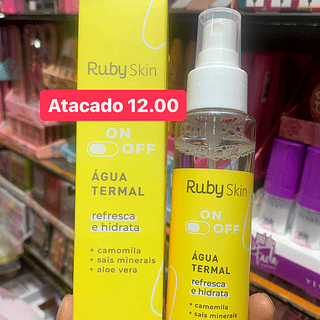 Ruby Skin
Atacado 12.00
ON
OFF
ÁGUA
TERMAL
refresca
e hidrata
+ camomila
+ sais minerais
+ aloe vera
Ruby Skin
ON
OFF
ÁGUA
TERMAL
refresca
e hidrata
+ camomila
+ sais minerais